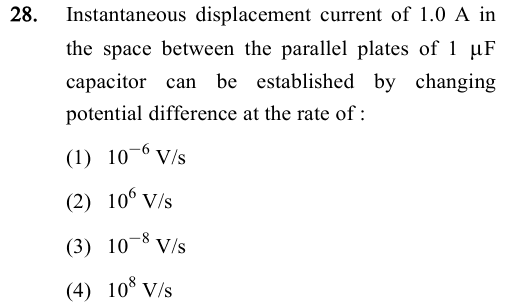 28. Instantaneous displacement current of 1.0 A in
the space between the parallel plates of 1 μF
capacitor can be established by changing
potential difference at the rate of :
(1) 10⁻⁶ V/s
(2) 10⁶ V/s
(3) 10⁻⁸ V/s
(4) 10⁸ V/s